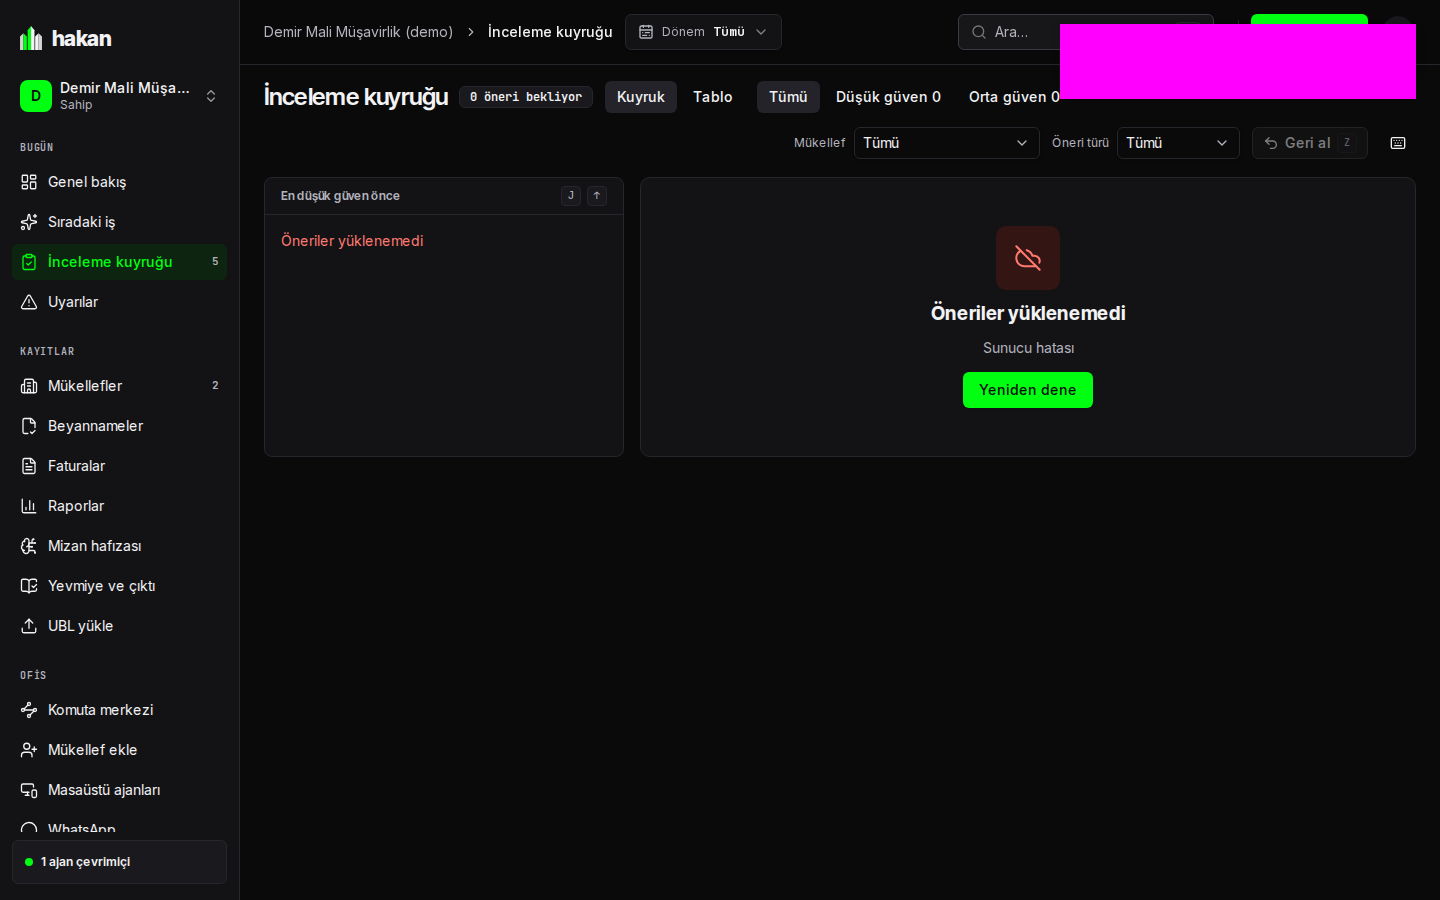 hakan
Demir Mali Müşavirlik (demo) > İnceleme kuyruğu
Dönem Tümü
Ara...
D
Demir Mali Müşa...
Sahip
İnceleme kuyruğu
0 öneri bekliyor
Kuyruk
Tablo
Tümü
Düşük güven 0
Orta güven 0
Mükellef
Tümü
Öneri türü
Tümü
Geri al Z
BUGÜN
Genel bakış
Sıradaki iş
İnceleme kuyruğu 5
Uyarılar
KAYITLAR
Mükellefler 2
Beyannameler
Faturalar
Raporlar
Mizan hafızası
Yevmiye ve çıktı
UBL yükle
OFİS
Komuta merkezi
Mükellef ekle
Masaüstü ajanları
WhatsApp
1 ajan çevrimiçi
En düşük güven önce
J ↑
Öneriler yüklenemedi
Öneriler yüklenemedi
Sunucu hatası
Yeniden dene